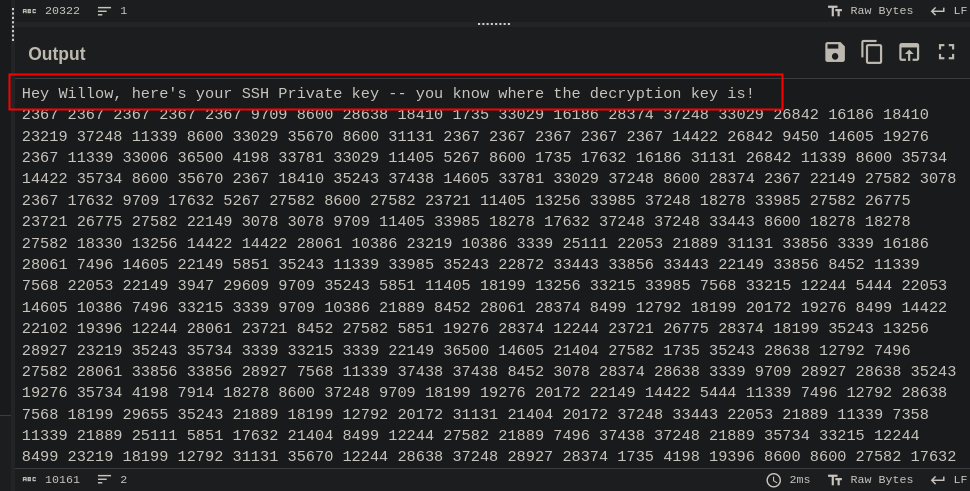 ABC 20322 1 Tт Raw Bytes LF
Output
Hey Willow, here's your SSH Private key -- you know where the decryption key is!
2367 2367 2367 2367 2367 9709 8600 28638 18410 1735 33029 16186 28374 37248 33029 26842 16186 18410
23219 37248 11339 8600 33029 35670 8600 31131 2367 2367 2367 2367 2367 14422 26842 9450 14605 19276
2367 11339 33006 36500 4198 33781 33029 11405 5267 8600 1735 17632 16186 31131 26842 11339 8600 35734
14422 35734 8600 35670 2367 18410 35243 37438 14605 33781 33029 37248 8600 28374 2367 22149 27582 3078
2367 17632 9709 17632 5267 27582 8600 27582 23721 11405 13256 33985 37248 18278 33985 27582 26775
23721 26775 27582 22149 3078 3078 9709 11405 33985 18278 17632 37248 37248 33443 8600 18278 18278
27582 18330 13256 14422 14422 28061 10386 23219 10386 3339 25111 22053 21889 31131 33856 3339 16186
28061 7496 14605 22149 5851 35243 11339 33985 35243 22872 33443 33856 33443 22149 33856 8452 11339
7568 22053 22149 3947 29609 9709 35243 5851 11405 18199 13256 33215 33985 7568 33215 12244 5444 22053
14605 10386 7496 33215 3339 9709 10386 21889 8452 28061 28374 8499 12792 18199 20172 19276 8499 14422
22102 19396 12244 28061 23721 8452 27582 5851 19276 28374 12244 23721 26775 28374 18199 35243 13256
28927 23219 35243 35734 3339 33215 3339 22149 36500 14605 21404 27582 1735 35243 28638 12792 7496
27582 28061 33856 33856 28927 7568 11339 37438 37438 8452 3078 28374 28638 3339 9709 28927 28638 35243
19276 35734 4198 7914 18278 8600 37248 9709 18199 19276 20172 22149 14422 5444 11339 7496 12792 28638
7568 18199 29655 35243 21889 18199 12792 20172 31131 21404 20172 37248 33443 22053 21889 11339 7358
11339 21889 25111 5851 17632 21404 8499 12244 27582 21889 7496 37438 37248 21889 35734 33215 12244
8499 23219 18199 12792 31131 35670 12244 28638 37248 28927 28374 1735 4198 19396 8600 8600 27582 17632
ABC 10161 2 2ms Tт Raw Bytes LF